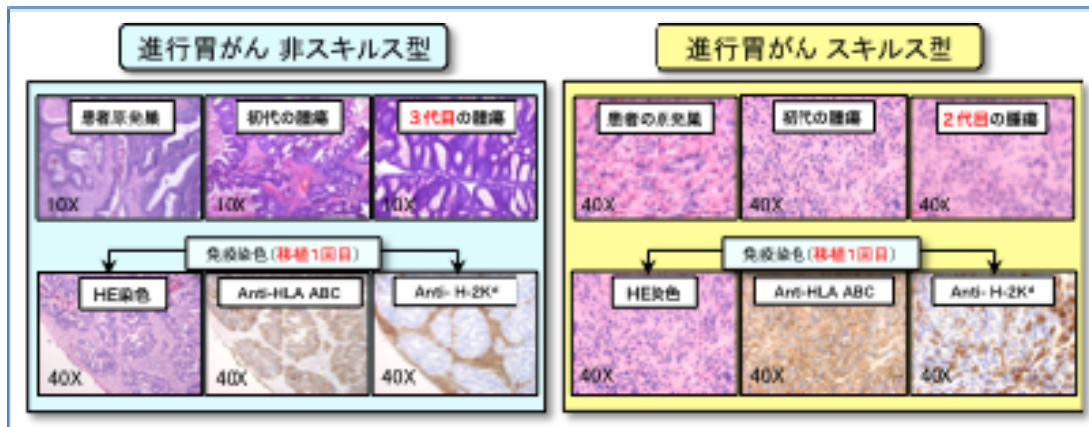 進行胃がん 非スキルス型
患者原発巣
初代の腫瘍
3代目の腫瘍
10X
10X
10X
免疫染色(移植1回目)
HE染色
Anti-HLA ABC
Anti- H-2Kᵈ
40X
40X
40X
進行胃がん スキルス型
患者の原発巣
初代の腫瘍
2代目の腫瘍
40X
40X
40X
免疫染色(移植1回目)
HE染色
Anti-HLA ABC
Anti- H-2Kᵈ
40X
40X
40X